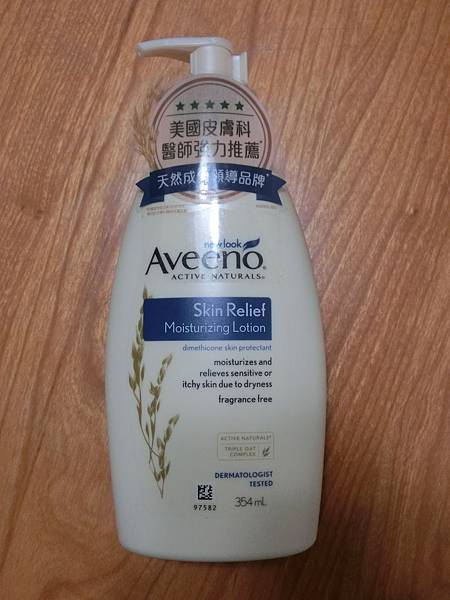 美國皮膚科
醫師強力推薦
天然成分領導品牌
new look
Aveeno®
ACTIVE NATURALS®
Skin Relief
Moisturizing Lotion
dimethicone skin protectant
moisturizes and
relieves sensitive or
itchy skin due to dryness
fragrance free
ACTIVE NATURALS®
TRIPLE OAT
COMPLEX
DERMATOLOGIST
TESTED
97582
354 mL